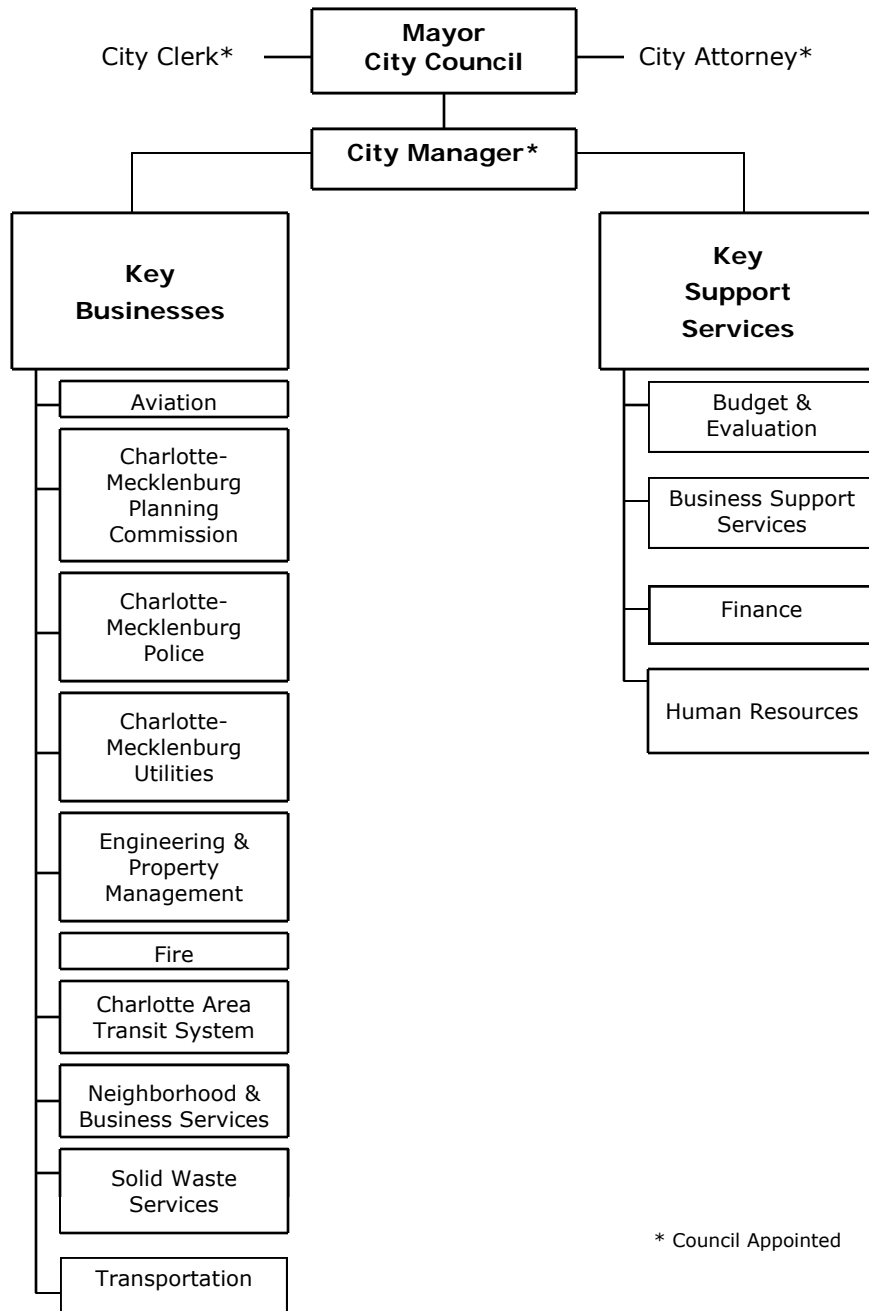 Mayor
City Council
City Clerk*
City Attorney*
City Manager*
Key
Businesses
Aviation
Charlotte-
Mecklenburg
Planning
Commission
Charlotte-
Mecklenburg
Police
Charlotte-
Mecklenburg
Utilities
Engineering &
Property
Management
Fire
Charlotte Area
Transit System
Neighborhood &
Business Services
Solid Waste
Services
Transportation
Key
Support
Services
Budget &
Evaluation
Business Support
Services
Finance
Human Resources
* Council Appointed